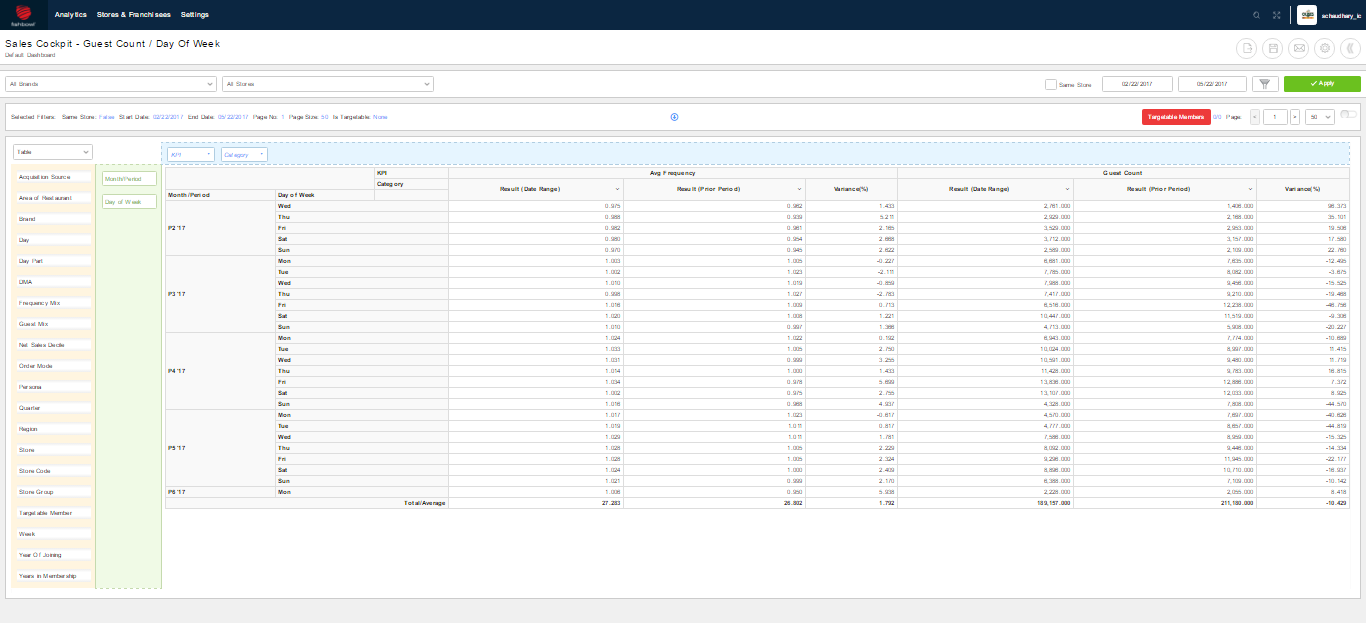 fishbowl
Analytics Stores & Franchisees Settings
schaudhary_ic
Sales Cockpit - Guest Count / Day Of Week
Default Dashboard
All Brands All Stores Same Store 02/22/2017 05/22/2017 Apply
Selected Filters: Same Store: False Start Date: 02/22/2017 End Date: 05/22/2017 Page No: 1 Page Size: 50 Is Targetable: None Targetable Members 0/0 Page: 1 50
Table KPI Category
Acquisition Source
Area of Restaurant
Brand
Day
Day Part
DMA
Frequency Mix
Guest Mix
Net Sales Decile
Order Mode
Persona
Quarter
Region
Store
Store Code
Store Group
Targetable Member
Week
Year Of Joining
Years in Membership
Month/Period
Day of Week
KPI Avg Frequency Guest Count
Category Result (Date Range) Result (Prior Period) Variance(%) Result (Date Range) Result (Prior Period) Variance(%)
Month/Period Day of Week
P2 '17
Wed 0.975 0.962 1.433 2,761.000 1,408.000 96.373
Thu 0.988 0.939 5.211 2,929.000 2,168.000 35.101
Fri 0.982 0.961 2.165 3,529.000 2,953.000 19.506
Sat 0.980 0.954 2.668 3,712.000 3,157.000 17.580
Sun 0.970 0.945 2.622 2,589.000 2,109.000 22.760
P3 '17
Mon 1.003 1.005 -0.227 6,681.000 7,635.000 -12.495
Tue 1.002 1.023 -2.111 7,785.000 8,082.000 -3.675
Wed 1.010 1.019 -0.859 7,988.000 9,456.000 -15.525
Thu 0.998 1.027 -2.783 7,417.000 9,210.000 -19.468
Fri 1.016 1.009 0.713 6,516.000 12,238.000 -46.756
Sat 1.020 1.008 1.221 10,447.000 11,519.000 -9.306
Sun 1.010 0.997 1.366 4,713.000 5,908.000 -20.227
P4 '17
Mon 1.024 1.022 0.192 6,943.000 7,774.000 -10.689
Tue 1.033 1.005 2.750 10,024.000 8,997.000 11.415
Wed 1.031 0.999 3.255 10,591.000 9,480.000 11.719
Thu 1.014 1.000 1.433 11,428.000 9,783.000 16.815
Fri 1.034 0.978 5.699 13,836.000 12,886.000 7.372
Sat 1.002 0.975 2.755 13,107.000 12,033.000 8.925
Sun 1.016 0.968 4.937 4,328.000 7,808.000 -44.570
P5 '17
Mon 1.017 1.023 -0.617 4,570.000 7,697.000 -40.626
Tue 1.019 1.011 0.817 4,777.000 8,657.000 -44.819
Wed 1.029 1.011 1.781 7,586.000 8,959.000 -15.325
Thu 1.028 1.005 2.229 8,092.000 9,446.000 -14.334
Fri 1.028 1.005 2.324 9,296.000 11,945.000 -22.177
Sat 1.024 1.000 2.409 8,896.000 10,710.000 -16.937
Sun 1.021 0.999 2.170 6,388.000 7,109.000 -10.142
P6 '17
Mon 1.008 0.950 5.938 2,228.000 2,055.000 8.418
Total/Average 27.283 26.802 1.792 189,157.000 211,180.000 -10.429